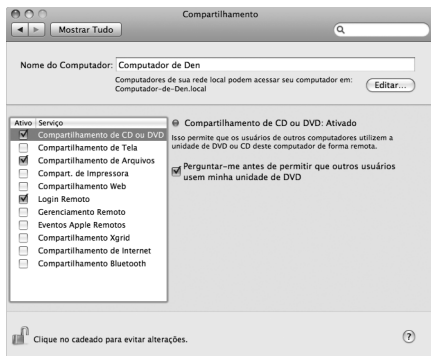 Compartilhamento
Mostrar Tudo
Nome do Computador: Computador de Den
Computadores de sua rede local podem acessar seu computador em:
Computador-de-Den.local
Editar...
Ativo Serviço
Compartilhamento de CD ou DVD
Compartilhamento de Tela
Compartilhamento de Arquivos
Compart. de Impressora
Compartilhamento Web
Login Remoto
Gerenciamento Remoto
Eventos Apple Remotos
Compartilhamento Xgrid
Compartilhamento de Internet
Compartilhamento Bluetooth
Compartilhamento de CD ou DVD: Ativado
Isso permite que os usuários de outros computadores utilizem a
unidade de DVD ou CD deste computador de forma remota.
Perguntar-me antes de permitir que outros usuários
usem minha unidade de DVD
Clique no cadeado para evitar alterações.
?